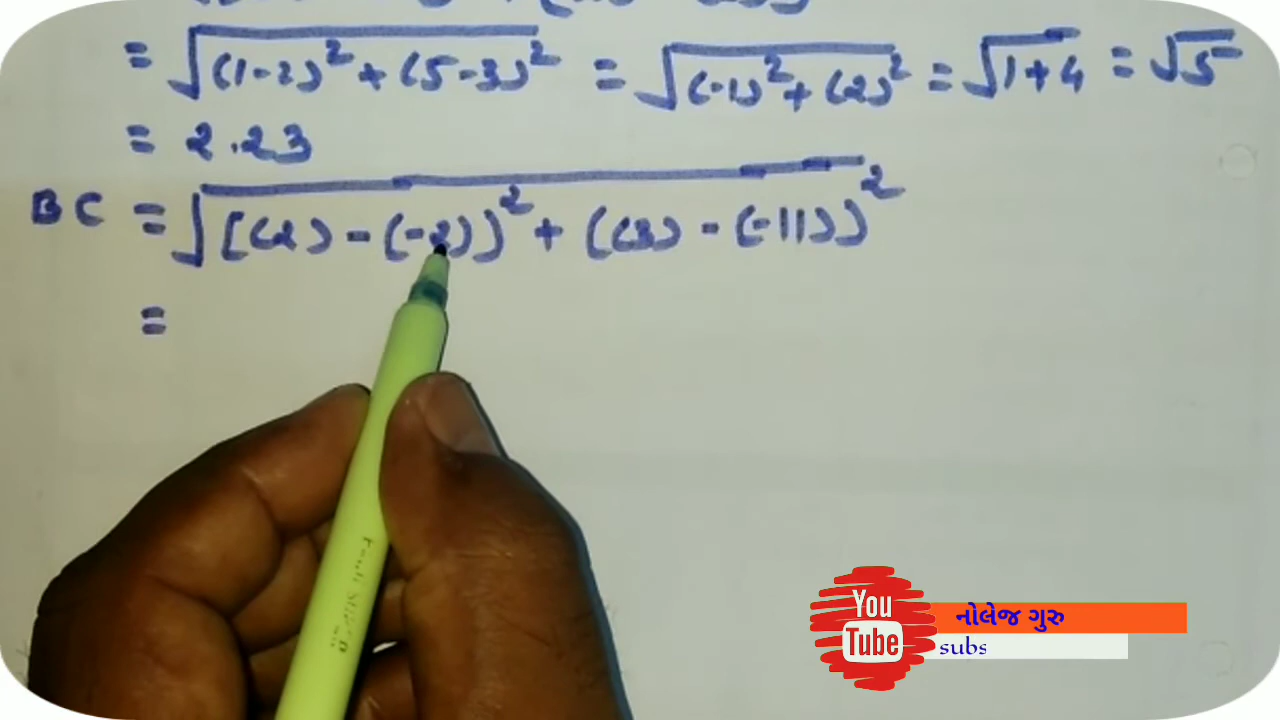 = √(1-2)² + (5-3)² = √(-1)² + (2)² = √1+4 = √5
= 2.23
BC = √[(2) - (-2))² + ((3) - (-11))²
=
You
Tube
નોલેજ ગુરુ
subs